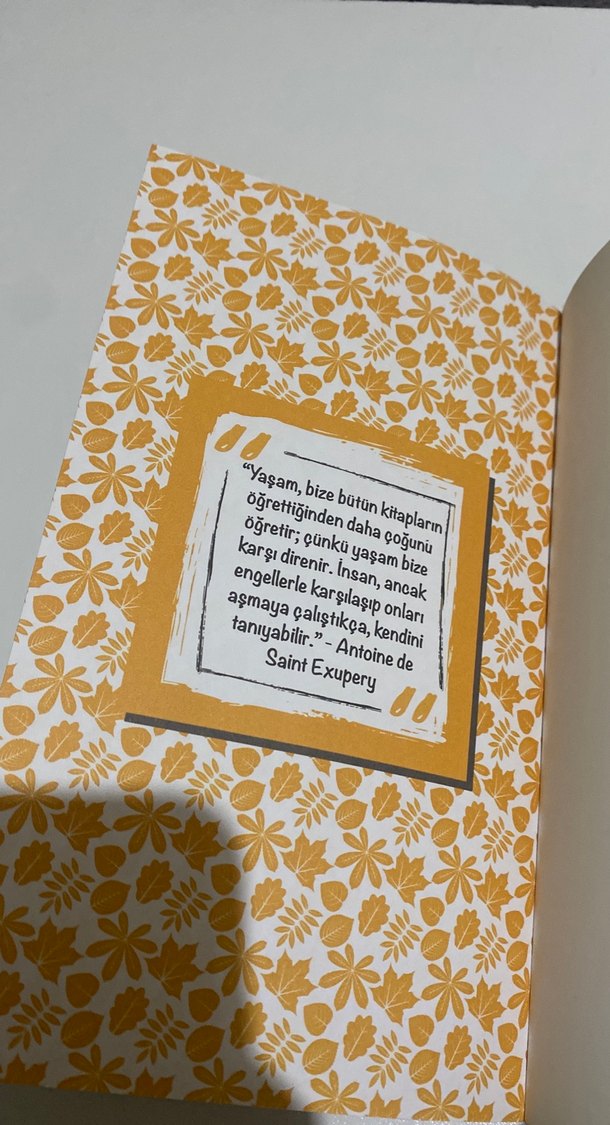 “Yaşam, bize bütün kitapların
öğrettiğinden daha çoğunu
öğretir; çünkü yaşam bize
karşı direnir. İnsan, ancak
engellerle karşılaşıp onları
aşmaya çalıştıkça, kendini
tanıyabilir.” - Antoine de
Saint Exupery